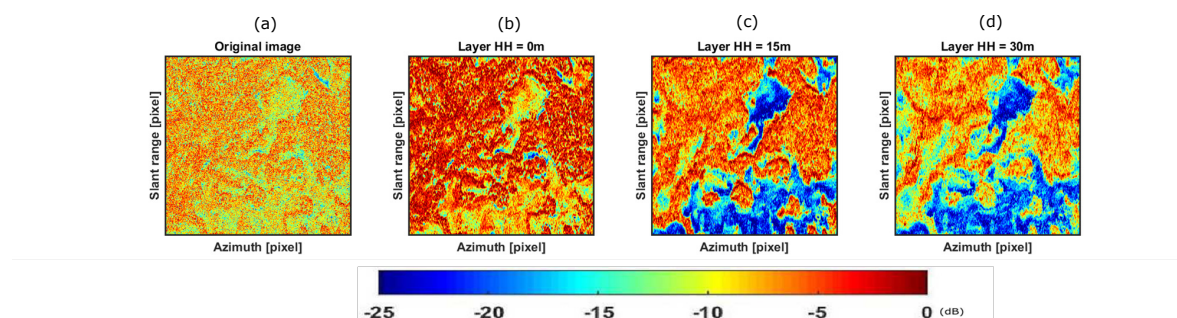 (a) (b) (c) (d)
Original image Layer HH = 0m Layer HH = 15m Layer HH = 30m
Slant range [pixel] Slant range [pixel] Slant range [pixel] Slant range [pixel]
Azimuth [pixel] Azimuth [pixel] Azimuth [pixel] Azimuth [pixel]
-25 -20 -15 -10 -5 0 (dB)